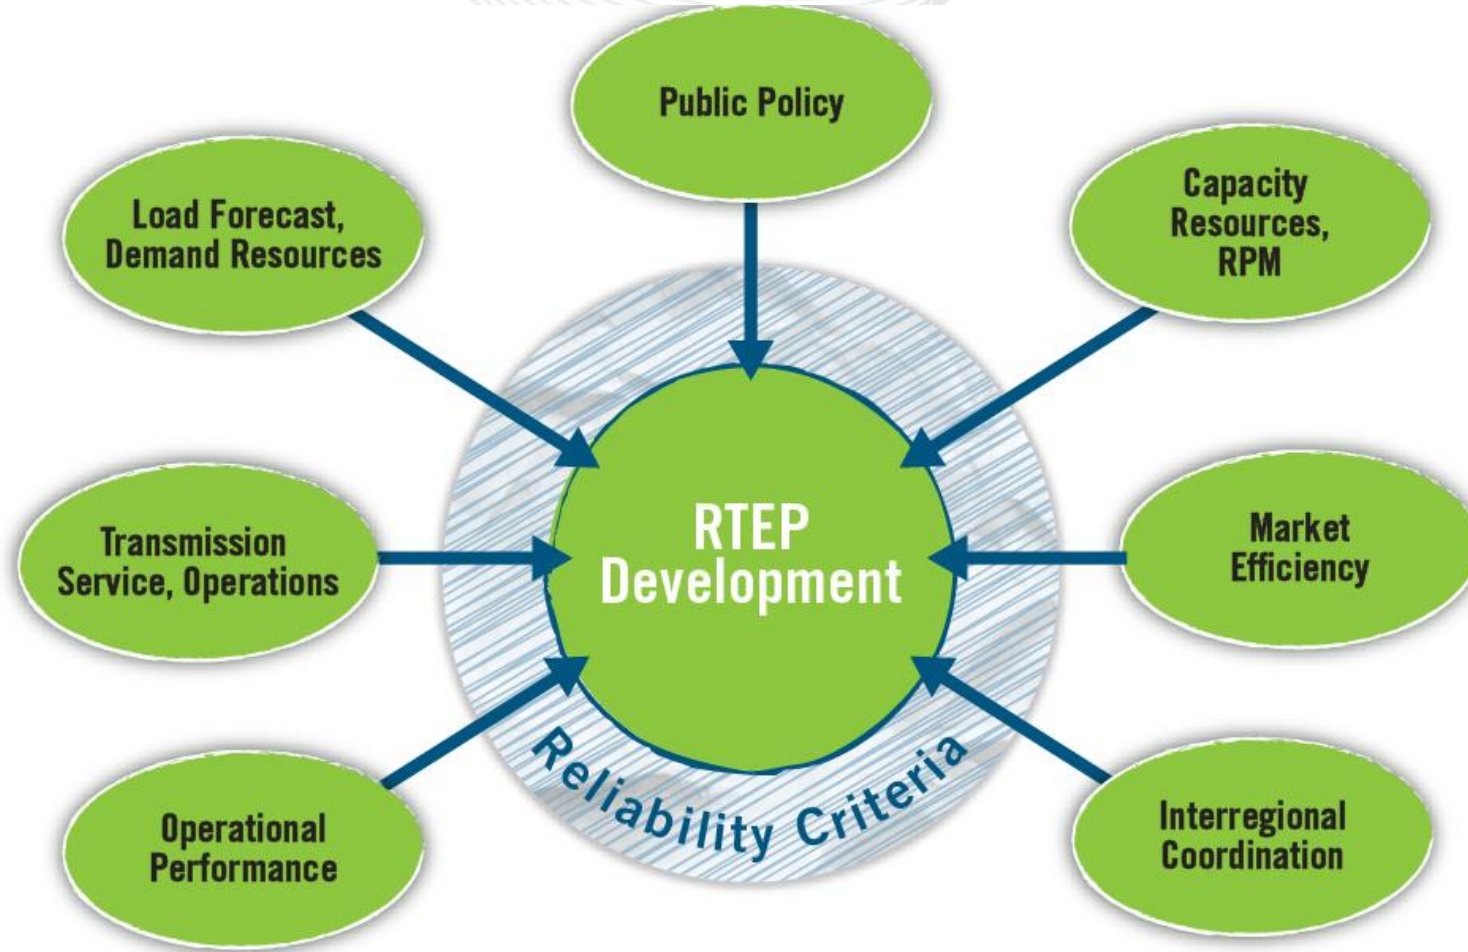 Public Policy
Load Forecast,
Demand Resources
Capacity
Resources,
RPM
Transmission
Service, Operations
RTEP
Development
Market
Efficiency
Operational
Performance
Reliability Criteria
Interregional
Coordination